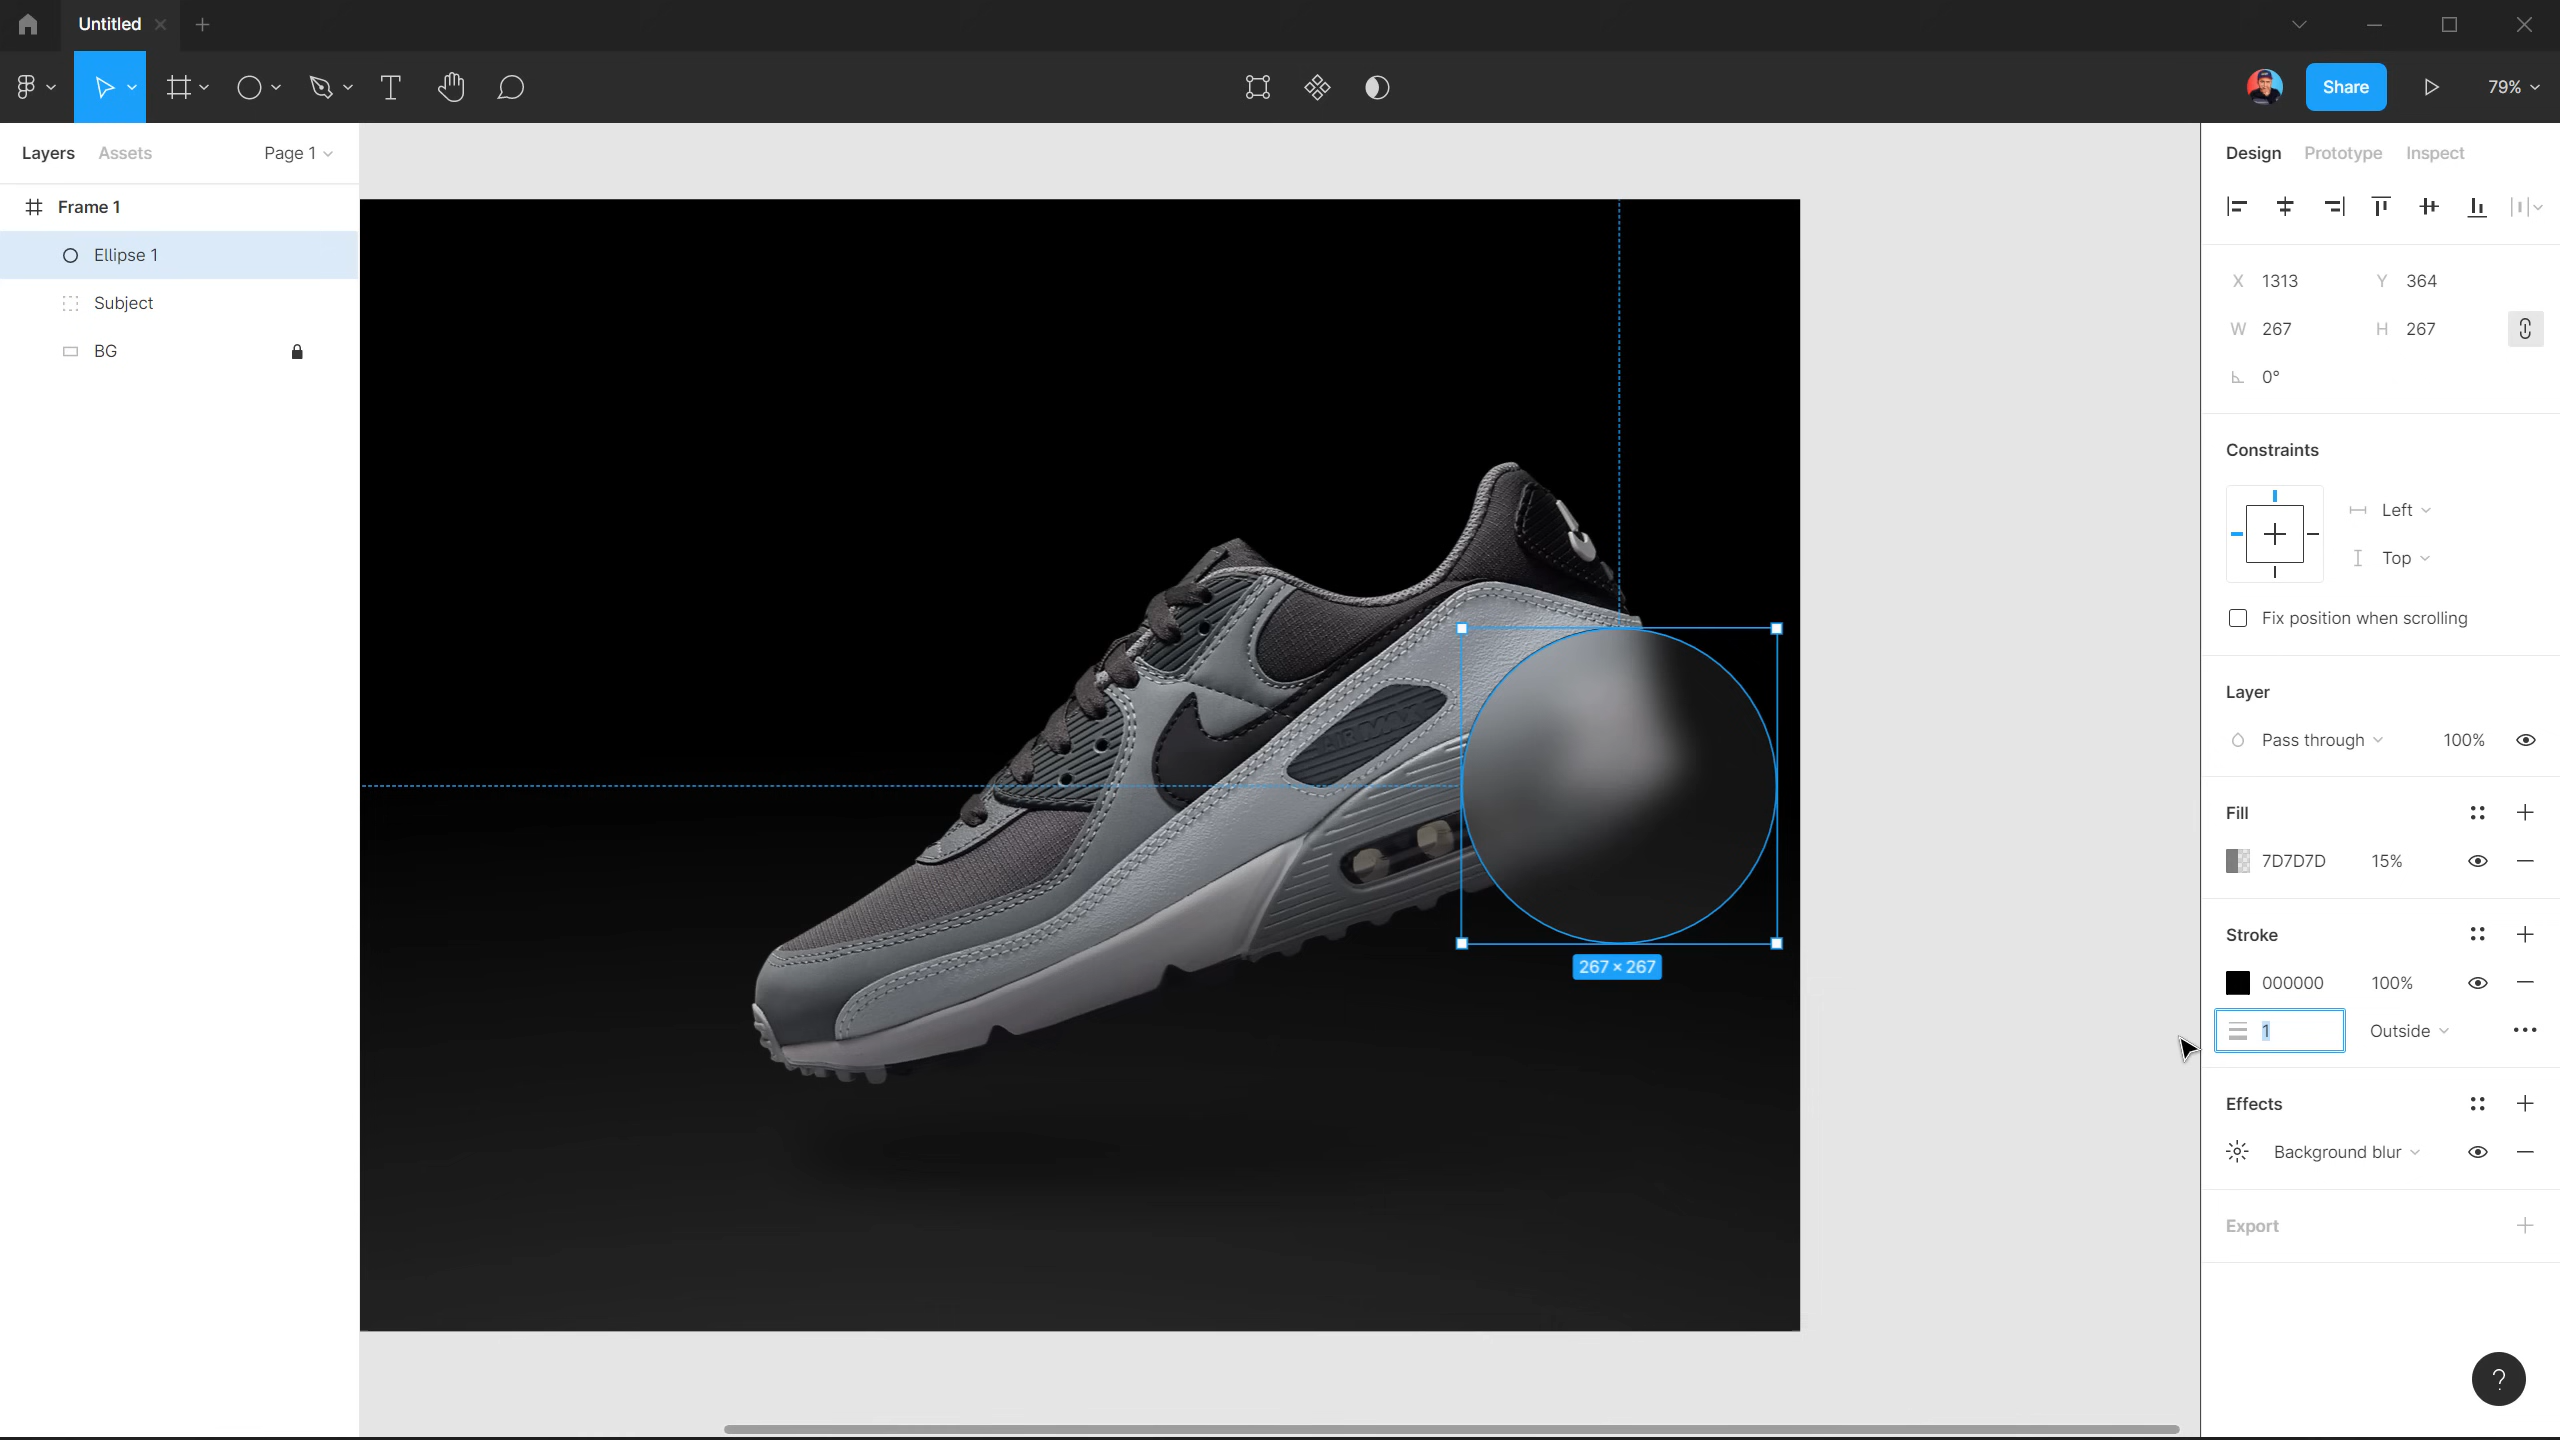 Untitled
Share
79%
Layers
Assets
Page 1
Design
Prototype
Inspect
Frame 1
Ellipse 1
Subject
BG
X 1313
Y 364
W 267
H 267
0°
Constraints
Left
Top
Fix position when scrolling
Layer
Pass through
100%
Fill
7D7D7D
15%
Stroke
000000
100%
1
Outside
Effects
Background blur
Export
?
AIR MAX
267 × 267